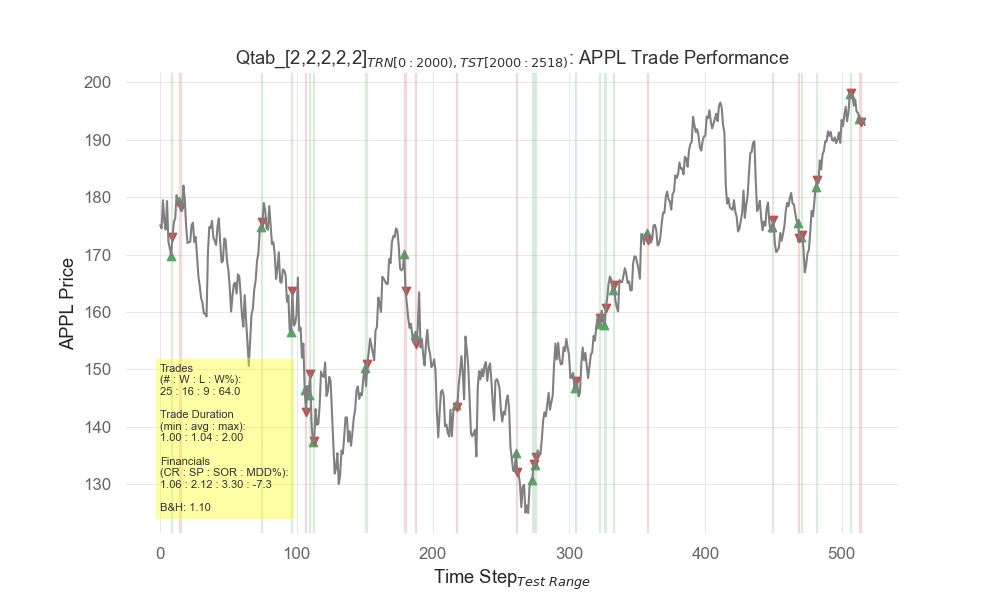 Qtab_[2,2,2,2,2]TRN[0 : 2000), TST[2000 : 2518): APPL Trade Performance
200
190
180
170
160
150
140
130
APPL Price
Trades
(# : W : L : W%):
25 : 16 : 9 : 64.0
Trade Duration
(min : avg : max):
1.00 : 1.04 : 2.00
Financials
(CR : SP : SOR : MDD%):
1.06 : 2.12 : 3.30 : -7.3
B&H: 1.10
0 100 200 300 400 500
Time StepTest Range